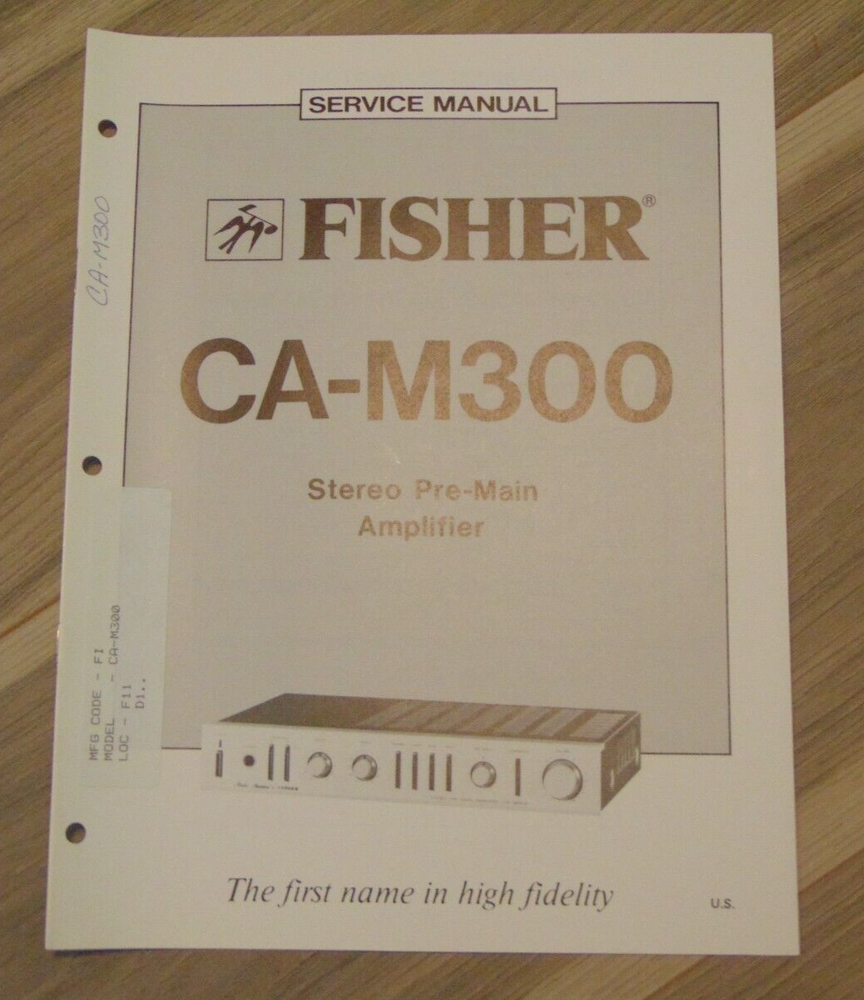 SERVICE MANUAL
FISHER®
CA-M300
CA-M300
Stereo Pre-Main
Amplifier
MFG CODE - FI
MODEL - CA-M300
LOC - F11
D1..
The first name in high fidelity
U.S.